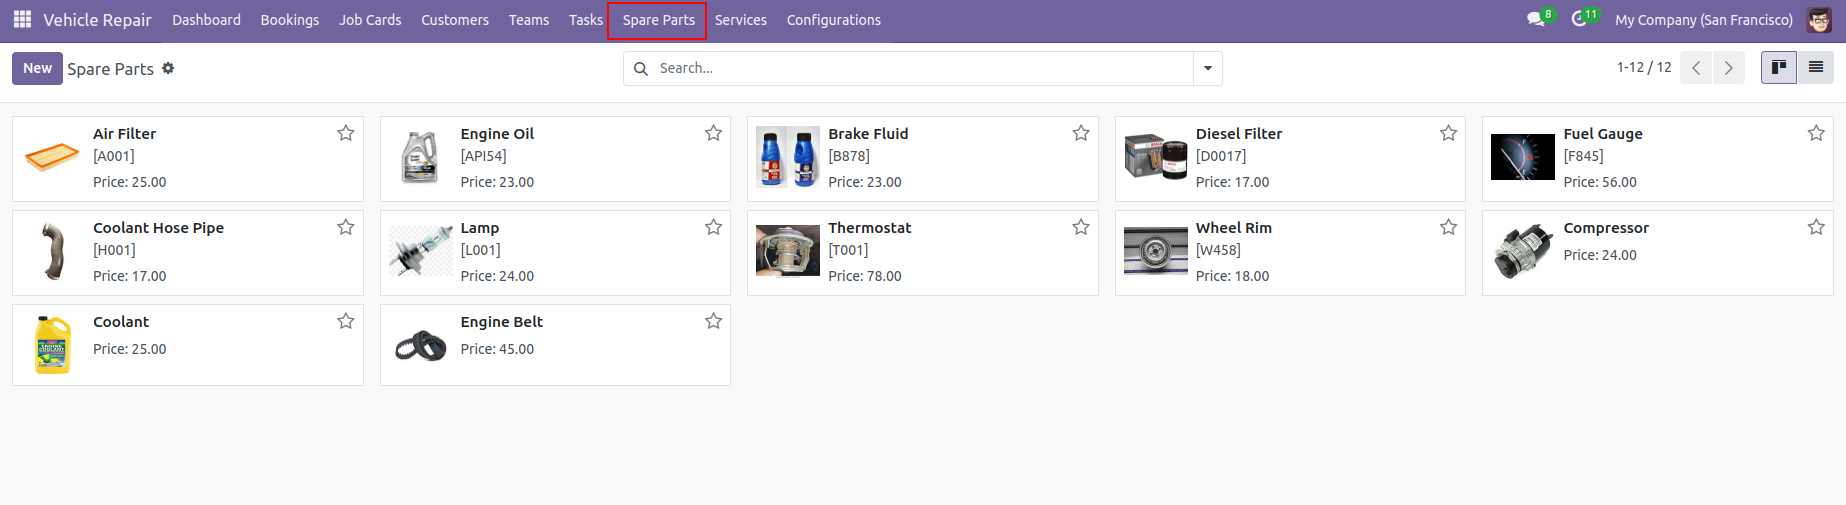 Vehicle Repair Dashboard Bookings Job Cards Customers Teams Tasks Spare Parts Services Configurations 8 11 My Company (San Francisco)
New Spare Parts Search... 1-12 / 12
Air Filter
[A001]
Price: 25.00
Engine Oil
[API54]
Price: 23.00
Brake Fluid
[B878]
Price: 23.00
Diesel Filter
[D0017]
Price: 17.00
Fuel Gauge
[F845]
Price: 56.00
Coolant Hose Pipe
[H001]
Price: 17.00
Lamp
[L001]
Price: 24.00
Thermostat
[T001]
Price: 78.00
Wheel Rim
[W458]
Price: 18.00
Compressor
Price: 24.00
Coolant
Price: 25.00
Engine Belt
Price: 45.00